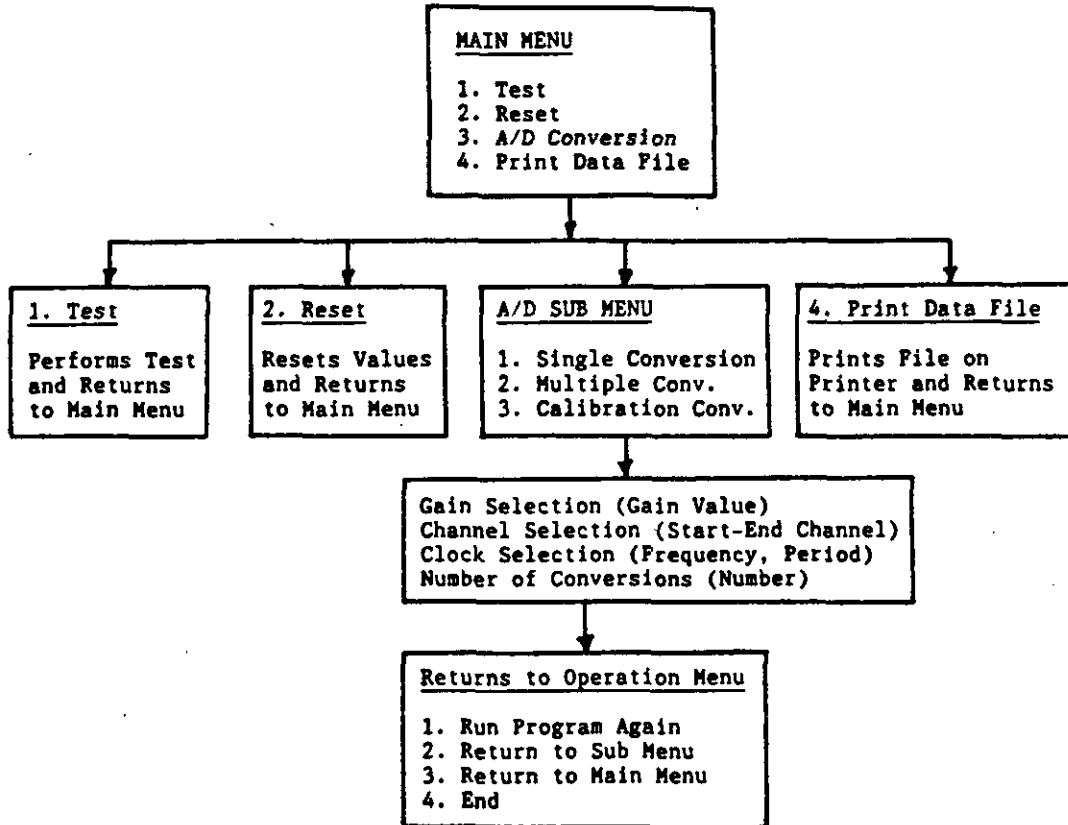 MAIN MENU
1. Test
2. Reset
3. A/D Conversion
4. Print Data File
1. Test
Performs Test
and Returns
to Main Menu
2. Reset
Resets Values
and Returns
to Main Menu
A/D SUB MENU
1. Single Conversion
2. Multiple Conv.
3. Calibration Conv.
4. Print Data File
Prints File on
Printer and Returns
to Main Menu
Gain Selection (Gain Value)
Channel Selection (Start-End Channel)
Clock Selection (Frequency, Period)
Number of Conversions (Number)
Returns to Operation Menu
1. Run Program Again
2. Return to Sub Menu
3. Return to Main Menu
4. End